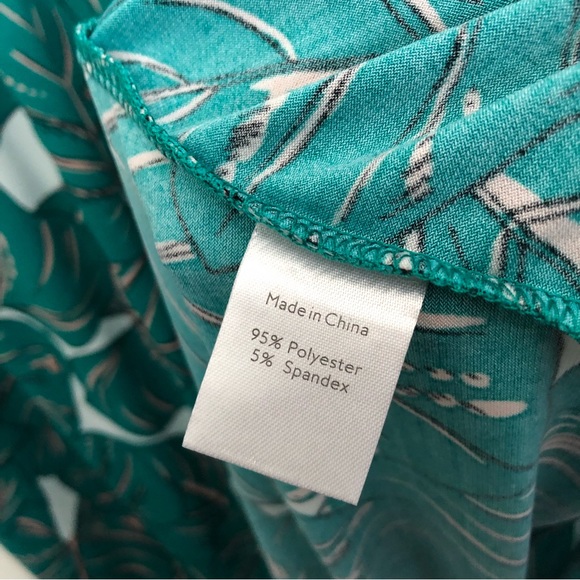 Made in China
95% Polyester
5% Spandex